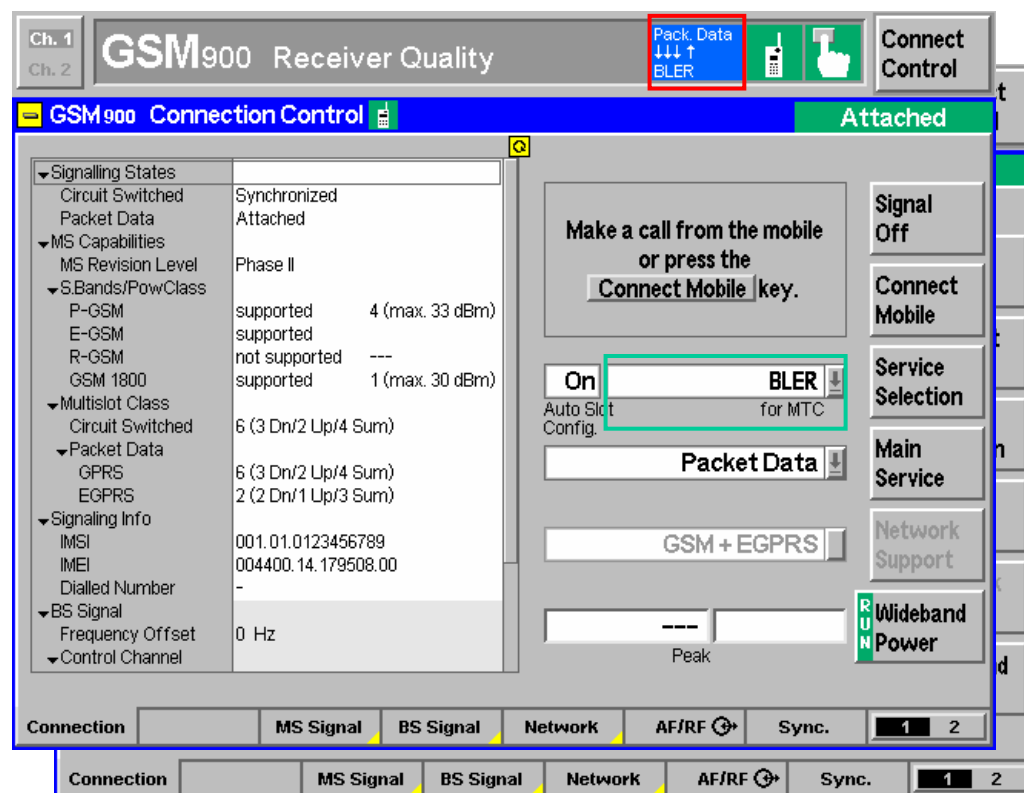 Ch. 1
Ch. 2
GSM900 Receiver Quality
Pack. Data
↓↓↓ ↑
BLER
Connect
Control
GSM900 Connection Control
Attached
Signalling States
Circuit Switched Synchronized
Packet Data Attached
MS Capabilities
MS Revision Level Phase II
S.Bands/PowClass
P-GSM supported 4 (max. 33 dBm)
E-GSM supported
R-GSM not supported ---
GSM 1800 supported 1 (max. 30 dBm)
Multislot Class
Circuit Switched 6 (3 Dn/2 Up/4 Sum)
Packet Data
GPRS 6 (3 Dn/2 Up/4 Sum)
EGPRS 2 (2 Dn/1 Up/3 Sum)
Signaling Info
IMSI 001.01.0123456789
IMEI 004400.14.179508.00
Dialled Number -
BS Signal
Frequency Offset 0 Hz
Control Channel
Make a call from the mobile
or press the
Connect Mobile key.
On BLER
Auto Slot for MTC
Config.
Packet Data
GSM + EGPRS
---
Peak
Signal
Off
Connect
Mobile
Service
Selection
Main
Service
Network
Support
RUN
Wideband
Power
Connection MS Signal BS Signal Network AF/RF Sync. 1 2
Connection MS Signal BS Signal Network AF/RF Sync. 1 2